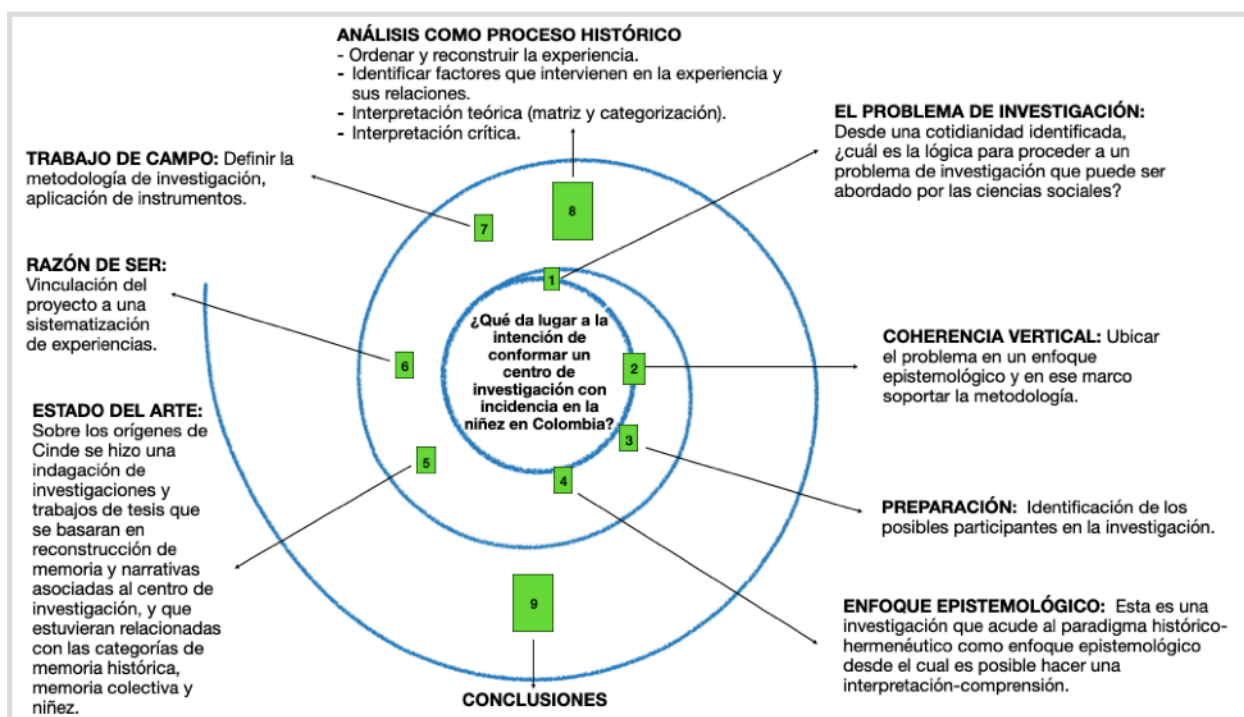 ANÁLISIS COMO PROCESO HISTÓRICO
- Ordenar y reconstruir la experiencia.
- Identificar factores que intervienen en la experiencia y
sus relaciones.
- Interpretación teórica (matriz y categorización).
- Interpretación crítica.
EL PROBLEMA DE INVESTIGACIÓN:
Desde una cotidianidad identificada,
¿cuál es la lógica para proceder a un
problema de investigación que puede ser
abordado por las ciencias sociales?
TRABAJO DE CAMPO: Definir la
metodología de investigación,
aplicación de instrumentos.
8
7
1
RAZÓN DE SER:
Vinculación del
proyecto a una
sistematización
de experiencias.
¿Qué da lugar a la
intención de
conformar un
centro de
investigación con
incidencia en la
niñez en Colombia?
COHERENCIA VERTICAL: Ubicar
el problema en un enfoque
epistemológico y en ese marco
soportar la metodología.
6
2
3
5
4
ESTADO DEL ARTE:
Sobre los orígenes de
Cinde se hizo una
indagación de
investigaciones y
trabajos de tesis que
se basaran en
reconstrucción de
memoria y narrativas
asociadas al centro de
investigación, y que
estuvieran relacionadas
con las categorías de
memoria histórica,
memoria colectiva y
niñez.
PREPARACIÓN: Identificación de los
posibles participantes en la investigación.
9
ENFOQUE EPISTEMOLÓGICO: Esta es una
investigación que acude al paradigma histórico-
hermenéutico como enfoque epistemológico
desde el cual es posible hacer una
interpretación-comprensión.
CONCLUSIONES